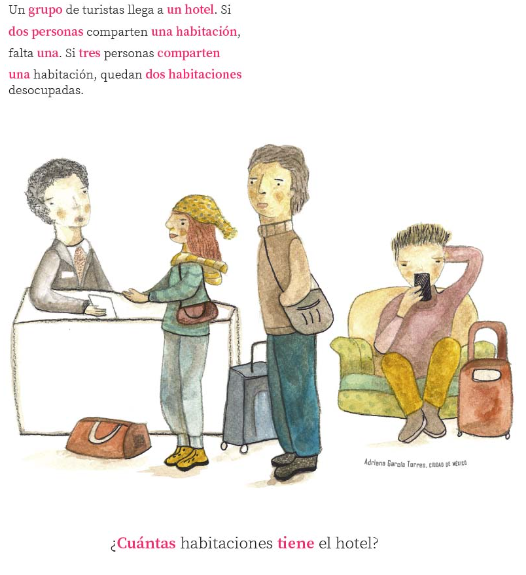 Un grupo de turistas llega a un hotel. Si
dos personas comparten una habitación,
falta una. Si tres personas comparten
una habitación, quedan dos habitaciones
desocupadas.
Adriana García Torres, CIUDAD DE MÉXICO
¿Cuántas habitaciones tiene el hotel?